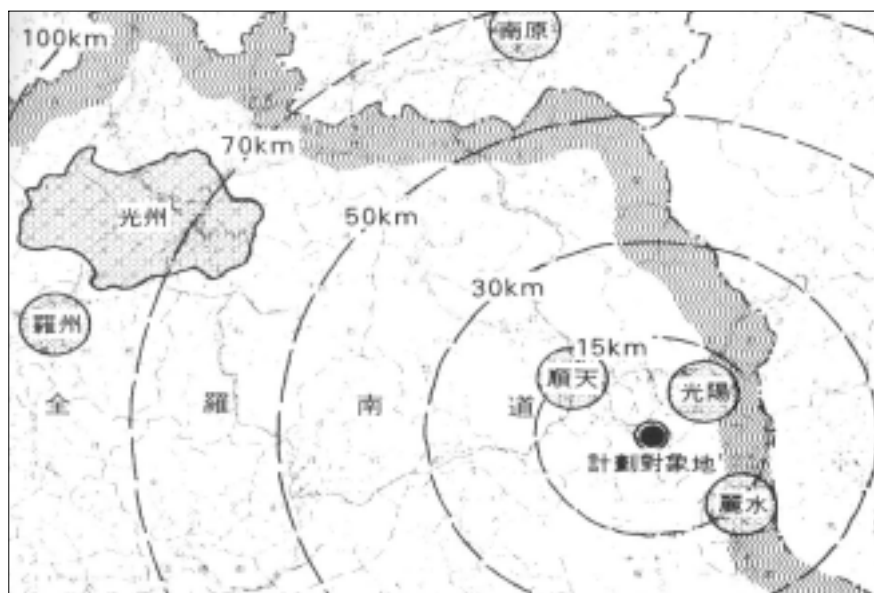 100km
南原
70km
光州
50km
30km
羅州
15km
順天
光陽
全 羅 南 道
計劃對象地
麗水